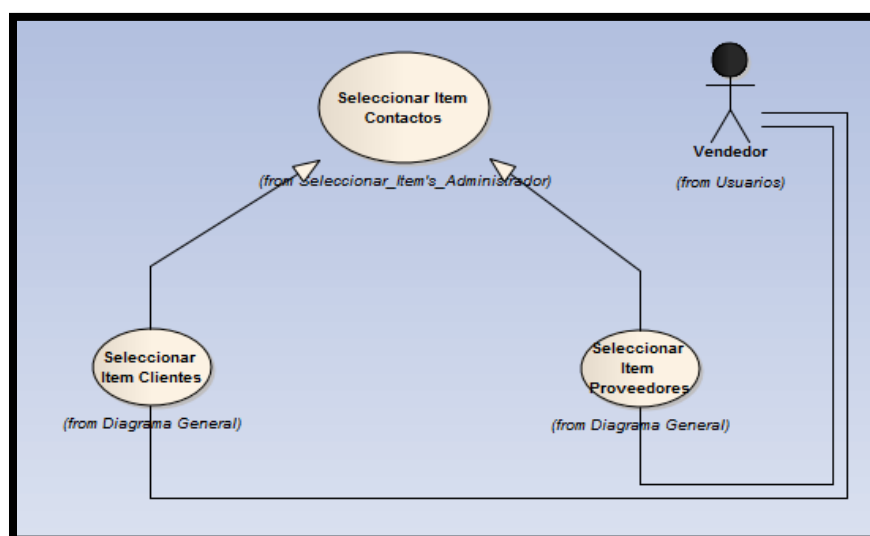 Seleccionar Item
Contactos
(from Seleccionar_Item's_Administrador)
Vendedor
(from Usuarios)
Seleccionar
Item Clientes
(from Diagrama General)
Seleccionar
Item
Proveedores
(from Diagrama General)